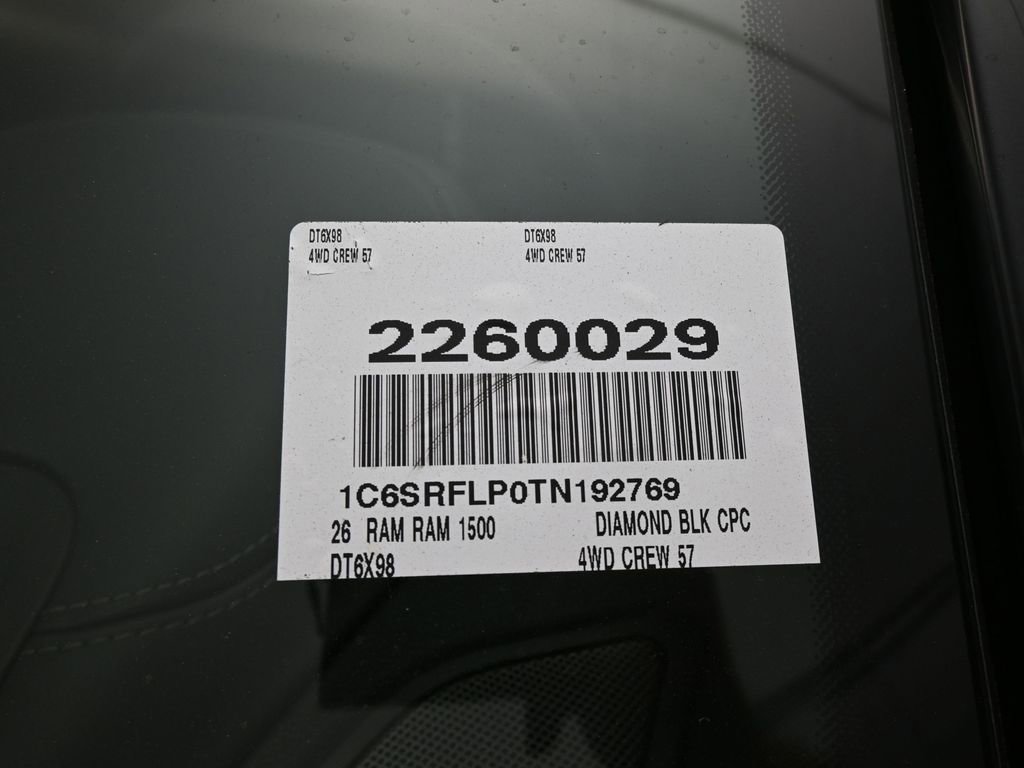 DT6X98 DT6X98
4WD CREW 57 4WD CREW 57
2260029
1C6SRFLP0TN192769
26 RAM RAM 1500 DIAMOND BLK CPC
DT6X98 4WD CREW 57